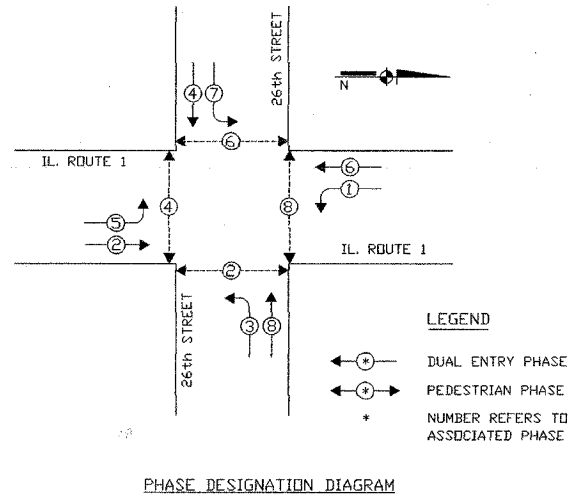 26th STREET
4 7
N
6
IL. ROUTE 1
6
1
5
4
8
2
IL. ROUTE 1
2
26th STREET
3 8
LEGEND
* DUAL ENTRY PHASE
* PEDESTRIAN PHASE
* NUMBER REFERS TO
ASSOCIATED PHASE
PHASE DESIGNATION DIAGRAM